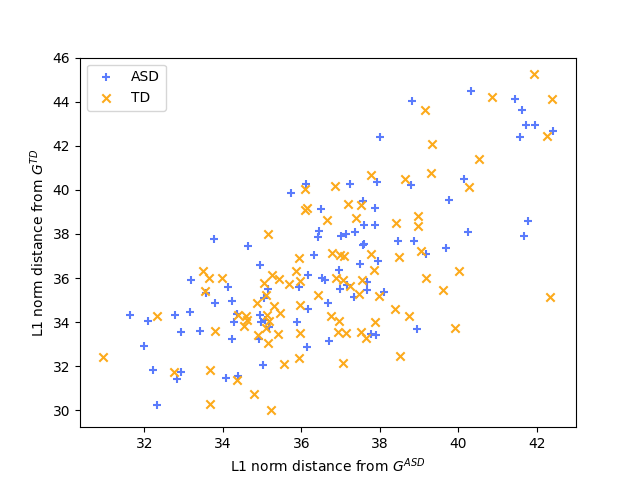 ASD
TD
46
44
42
40
38
36
34
32
30
L1 norm distance from G^{TD}
32 34 36 38 40 42
L1 norm distance from G^{ASD}